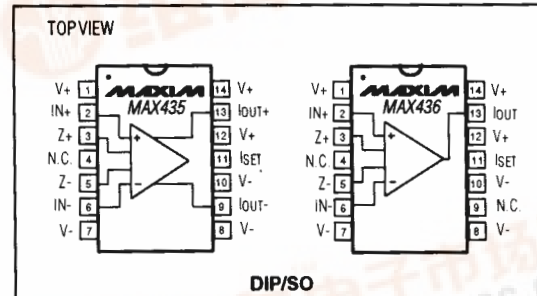 TOP VIEW
MAXIM
MAX435
V+ 1
IN+ 2
Z+ 3
N.C. 4
Z- 5
IN- 6
V- 7
14 V+
13 IOUT+
12 V+
11 ISET
10 V-
9 IOUT-
8 V-
+
-
MAXIM
MAX436
V+ 1
IN+ 2
Z+ 3
N.C. 4
Z- 5
IN- 6
V- 7
14 V+
13 IOUT
12 V+
11 ISET
10 V-
9 N.C.
8 V-
+
-
DIP/SO